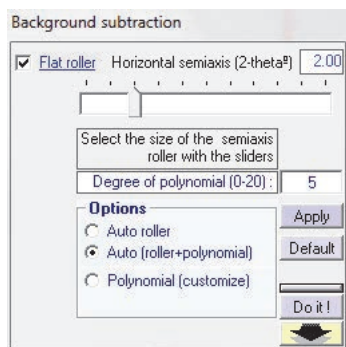 Background subtraction
Flat roller Horizontal semiaxis (2-thetaº) 2.00
Select the size of the semiaxis
roller with the sliders
Degree of polynomial (0-20) : 5
Options
Auto roller
Auto (roller+polynomial)
Polynomial (customize)
Apply
Default
Do it !